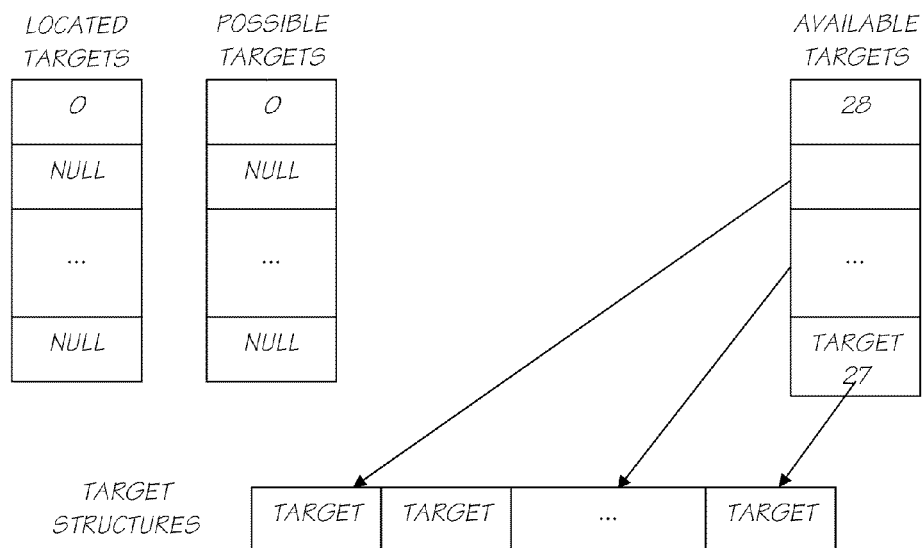 LOCATED TARGETS
POSSIBLE TARGETS
AVAILABLE TARGETS
0
0
28
NULL
NULL
...
...
...
NULL
NULL
TARGET 27
TARGET STRUCTURES
TARGET
TARGET
...
TARGET